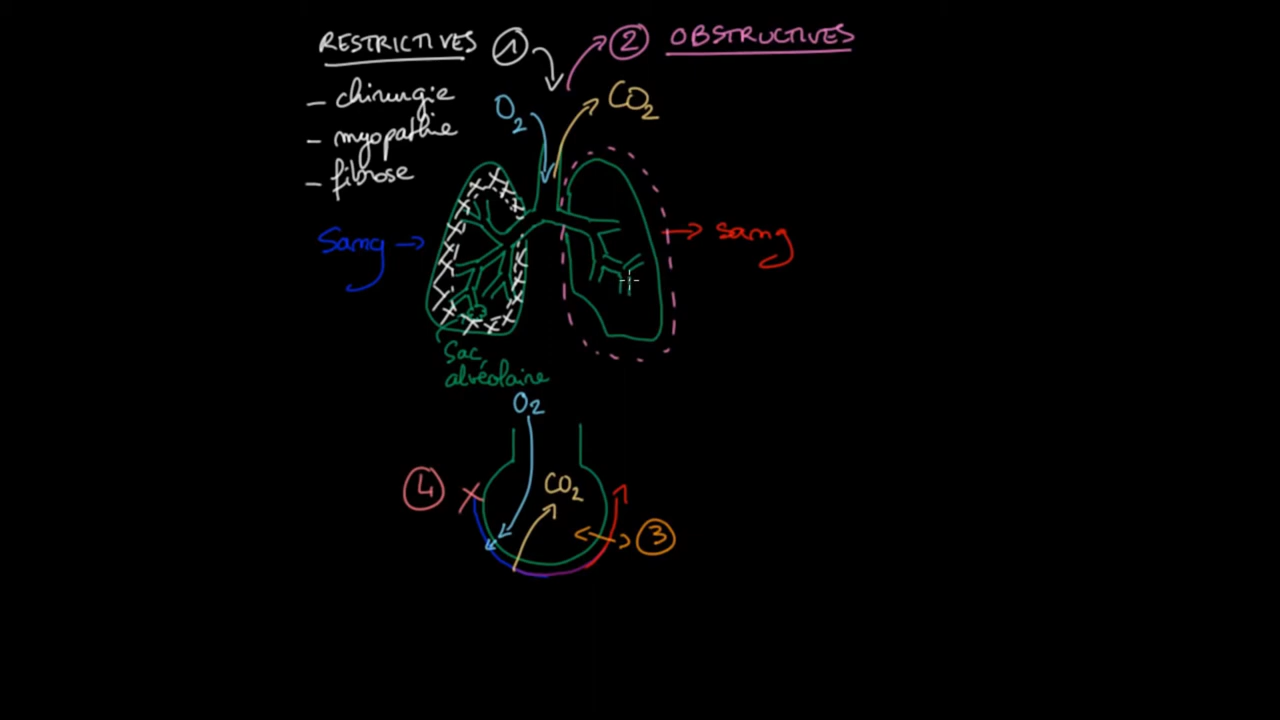 RESTRICTIVES 1
2 OBSTRUCTIVES
- chirurgie
- myopathie
- fibrose
O2
CO2
Sang
sang
Sac
alvéolaire
O2
CO2
4
3